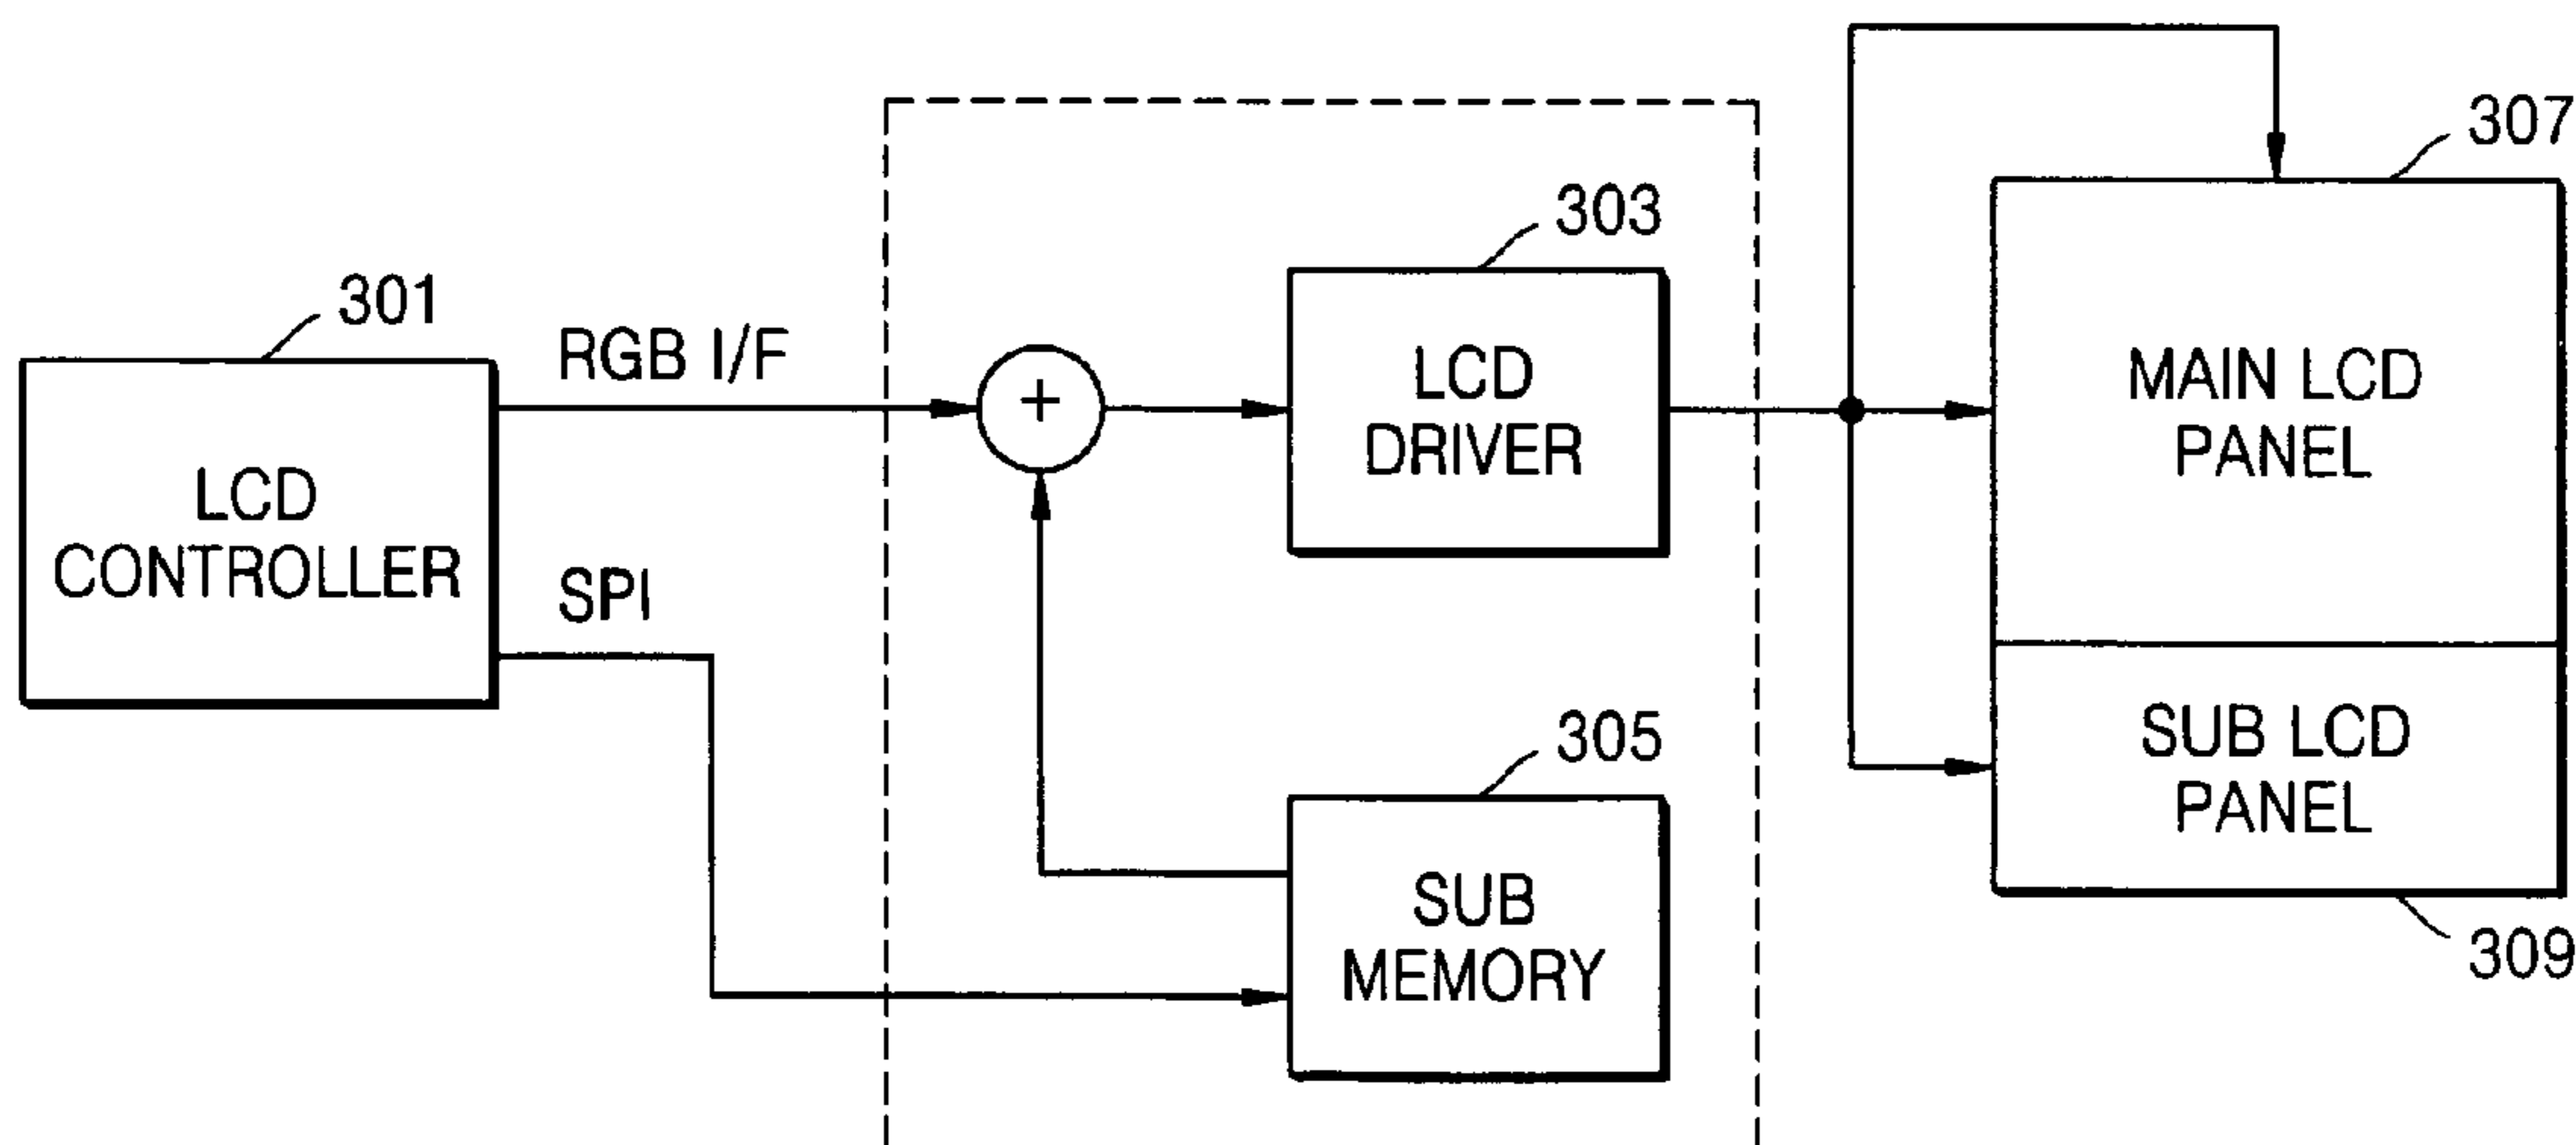 301
LCD
CONTROLLER
RGB I/F
SPI
+
303
LCD
DRIVER
305
SUB
MEMORY
307
MAIN LCD
PANEL
SUB LCD
PANEL
309